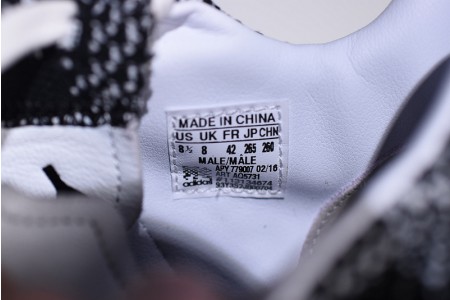 MADE IN CHINA
US UK FR JP CHN
8½ 8 42 265 260
MALE/MÂLE
APY 779007 02/16
ART AQ5731
adidas